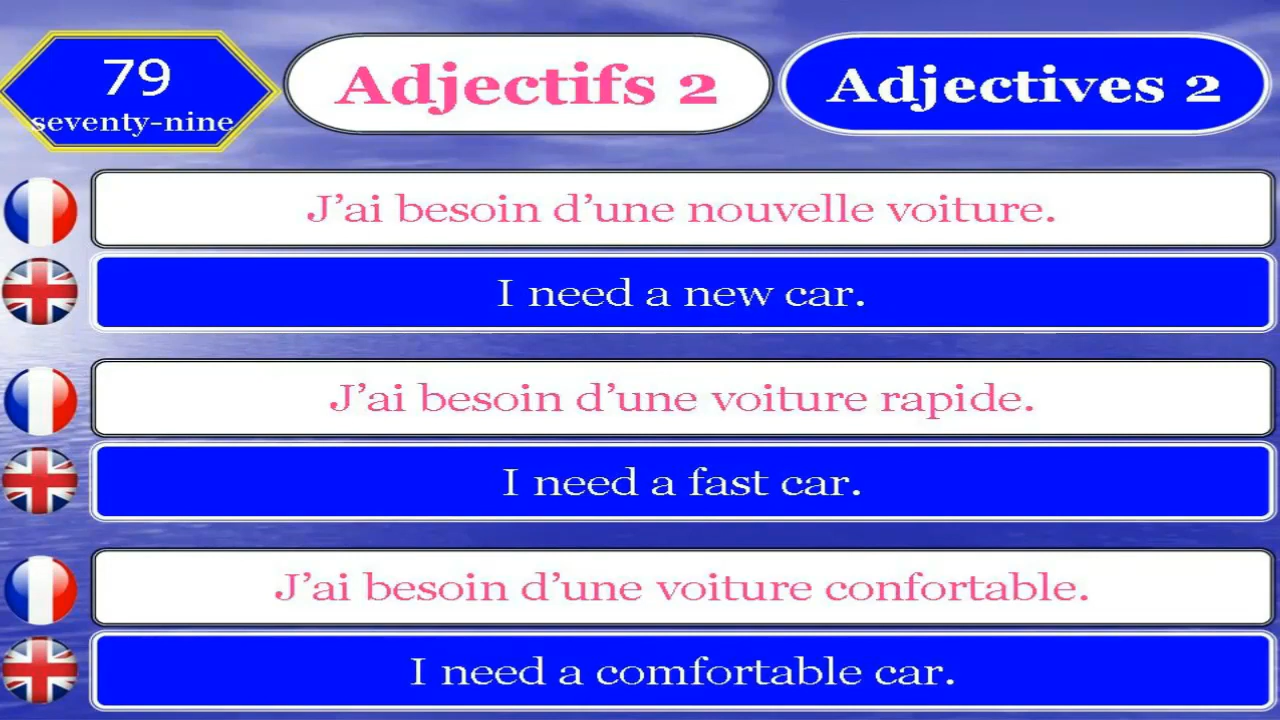 79
seventy-nine
Adjectifs 2
Adjectives 2
J’ai besoin d’une nouvelle voiture.
I need a new car.
J’ai besoin d’une voiture rapide.
I need a fast car.
J’ai besoin d’une voiture confortable.
I need a comfortable car.